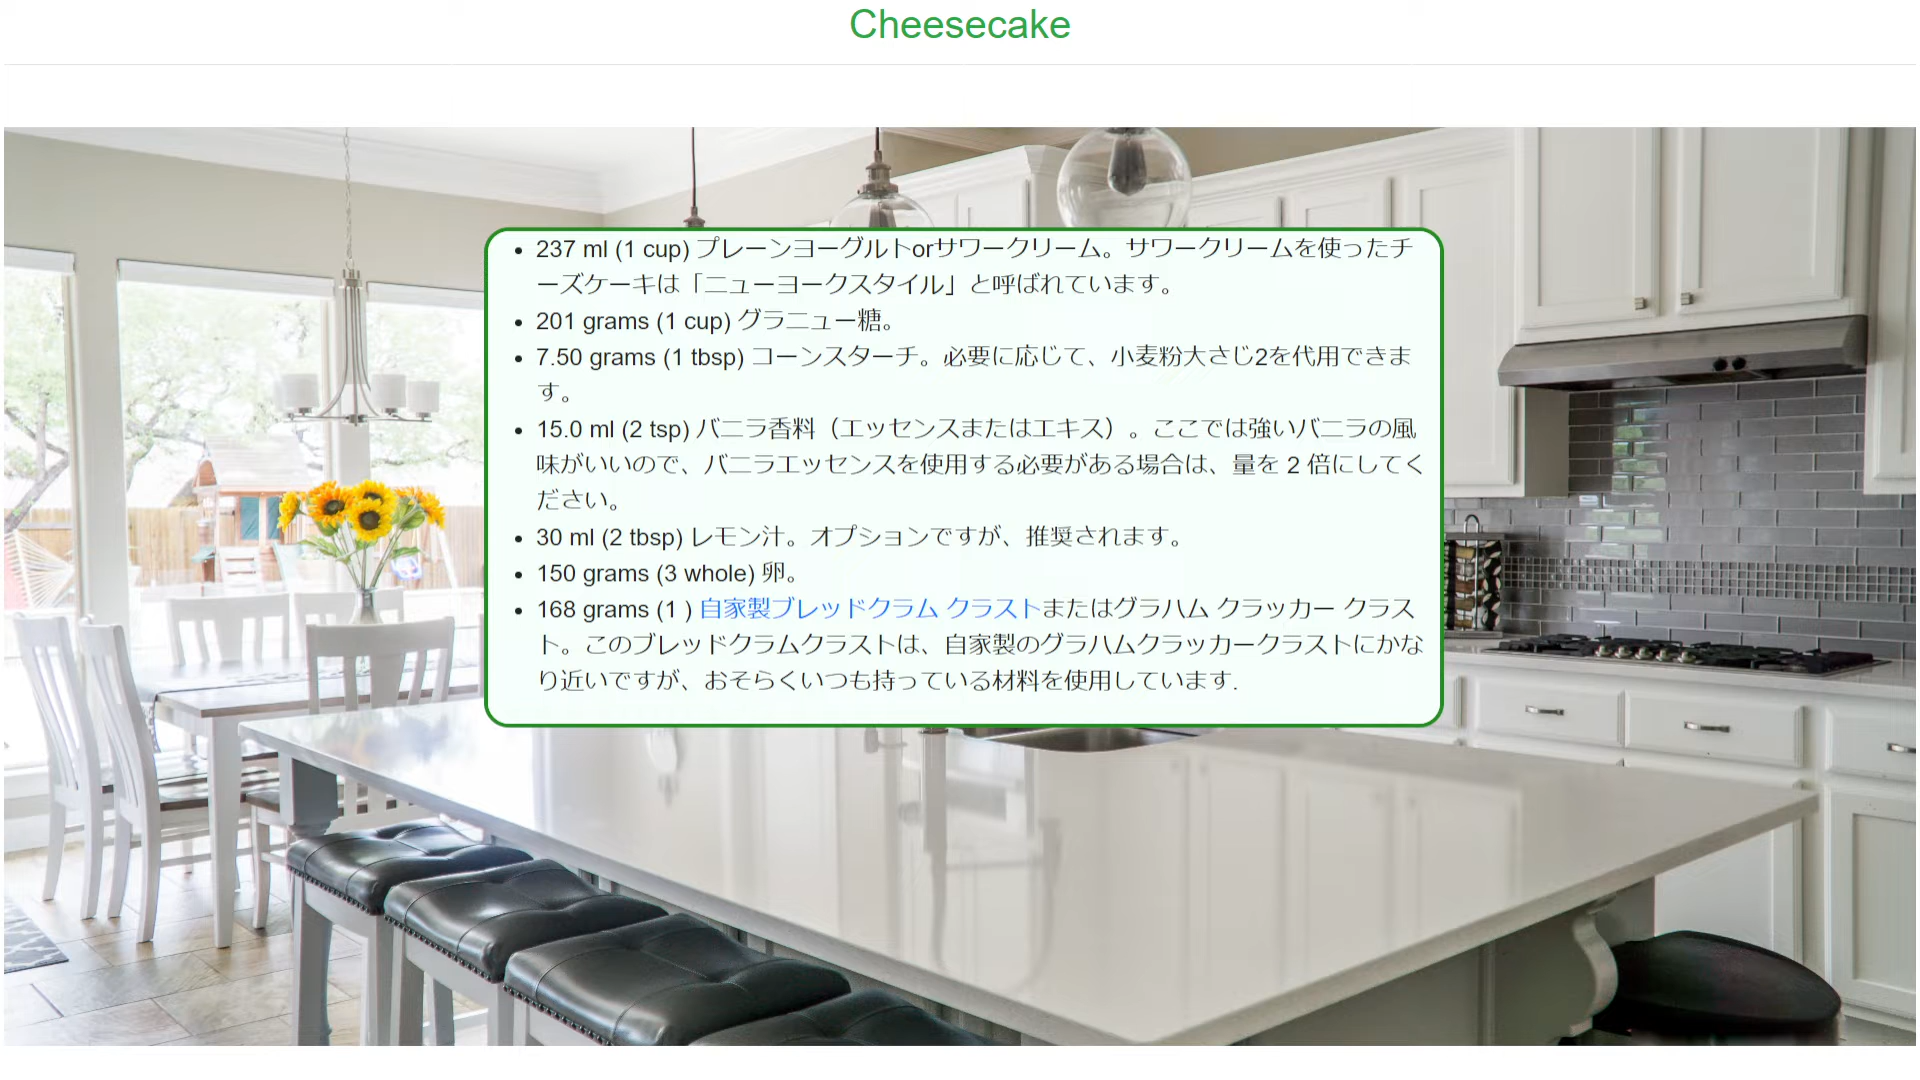 Cheesecake
237 ml (1 cup) プレーンヨーグルトorサワークリーム。サワークリームを使ったチ
ーズケーキは「ニューヨークスタイル」と呼ばれています。
201 grams (1 cup) グラニュー糖。
7.50 grams (1 tbsp) コーンスターチ。必要に応じて、小麦粉大さじ2を代用できま
す。
15.0 ml (2 tsp) バニラ香料（エッセンスまたはエキス）。ここでは強いバニラの風
味がいいので、バニラエッセンスを使用する必要がある場合は、量を 2 倍にしてく
ださい。
30 ml (2 tbsp) レモン汁。オプションですが、推奨されます。
150 grams (3 whole) 卵。
168 grams (1 ) 自家製ブレッドクラム クラストまたはグラハム クラッカー クラス
ト。このブレッドクラムクラストは、自家製のグラハムクラッカークラストにかな
り近いですが、おそらくいつも持っている材料を使用しています.